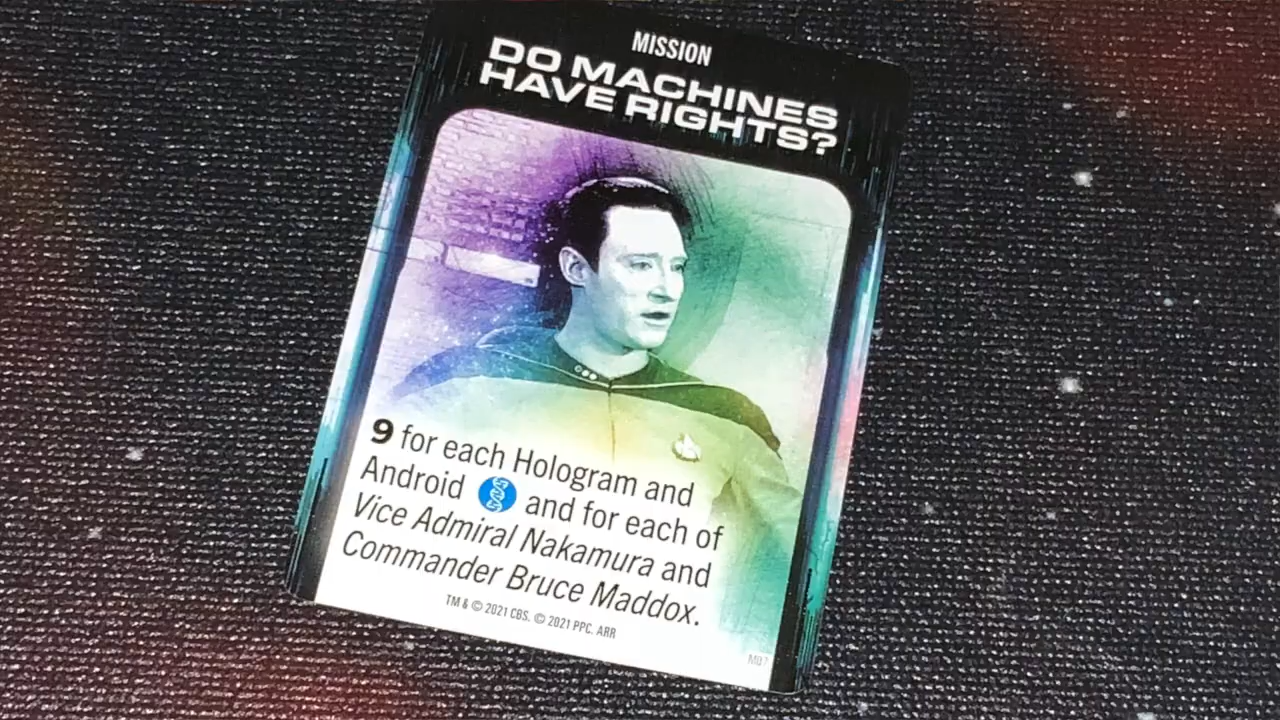 MISSION
DO MACHINES
HAVE RIGHTS?
9 for each Hologram and
Android and for each of
Vice Admiral Nakamura and
Commander Bruce Maddox.
TM & © 2021 CBS. © 2021 PPC. ARR
M07